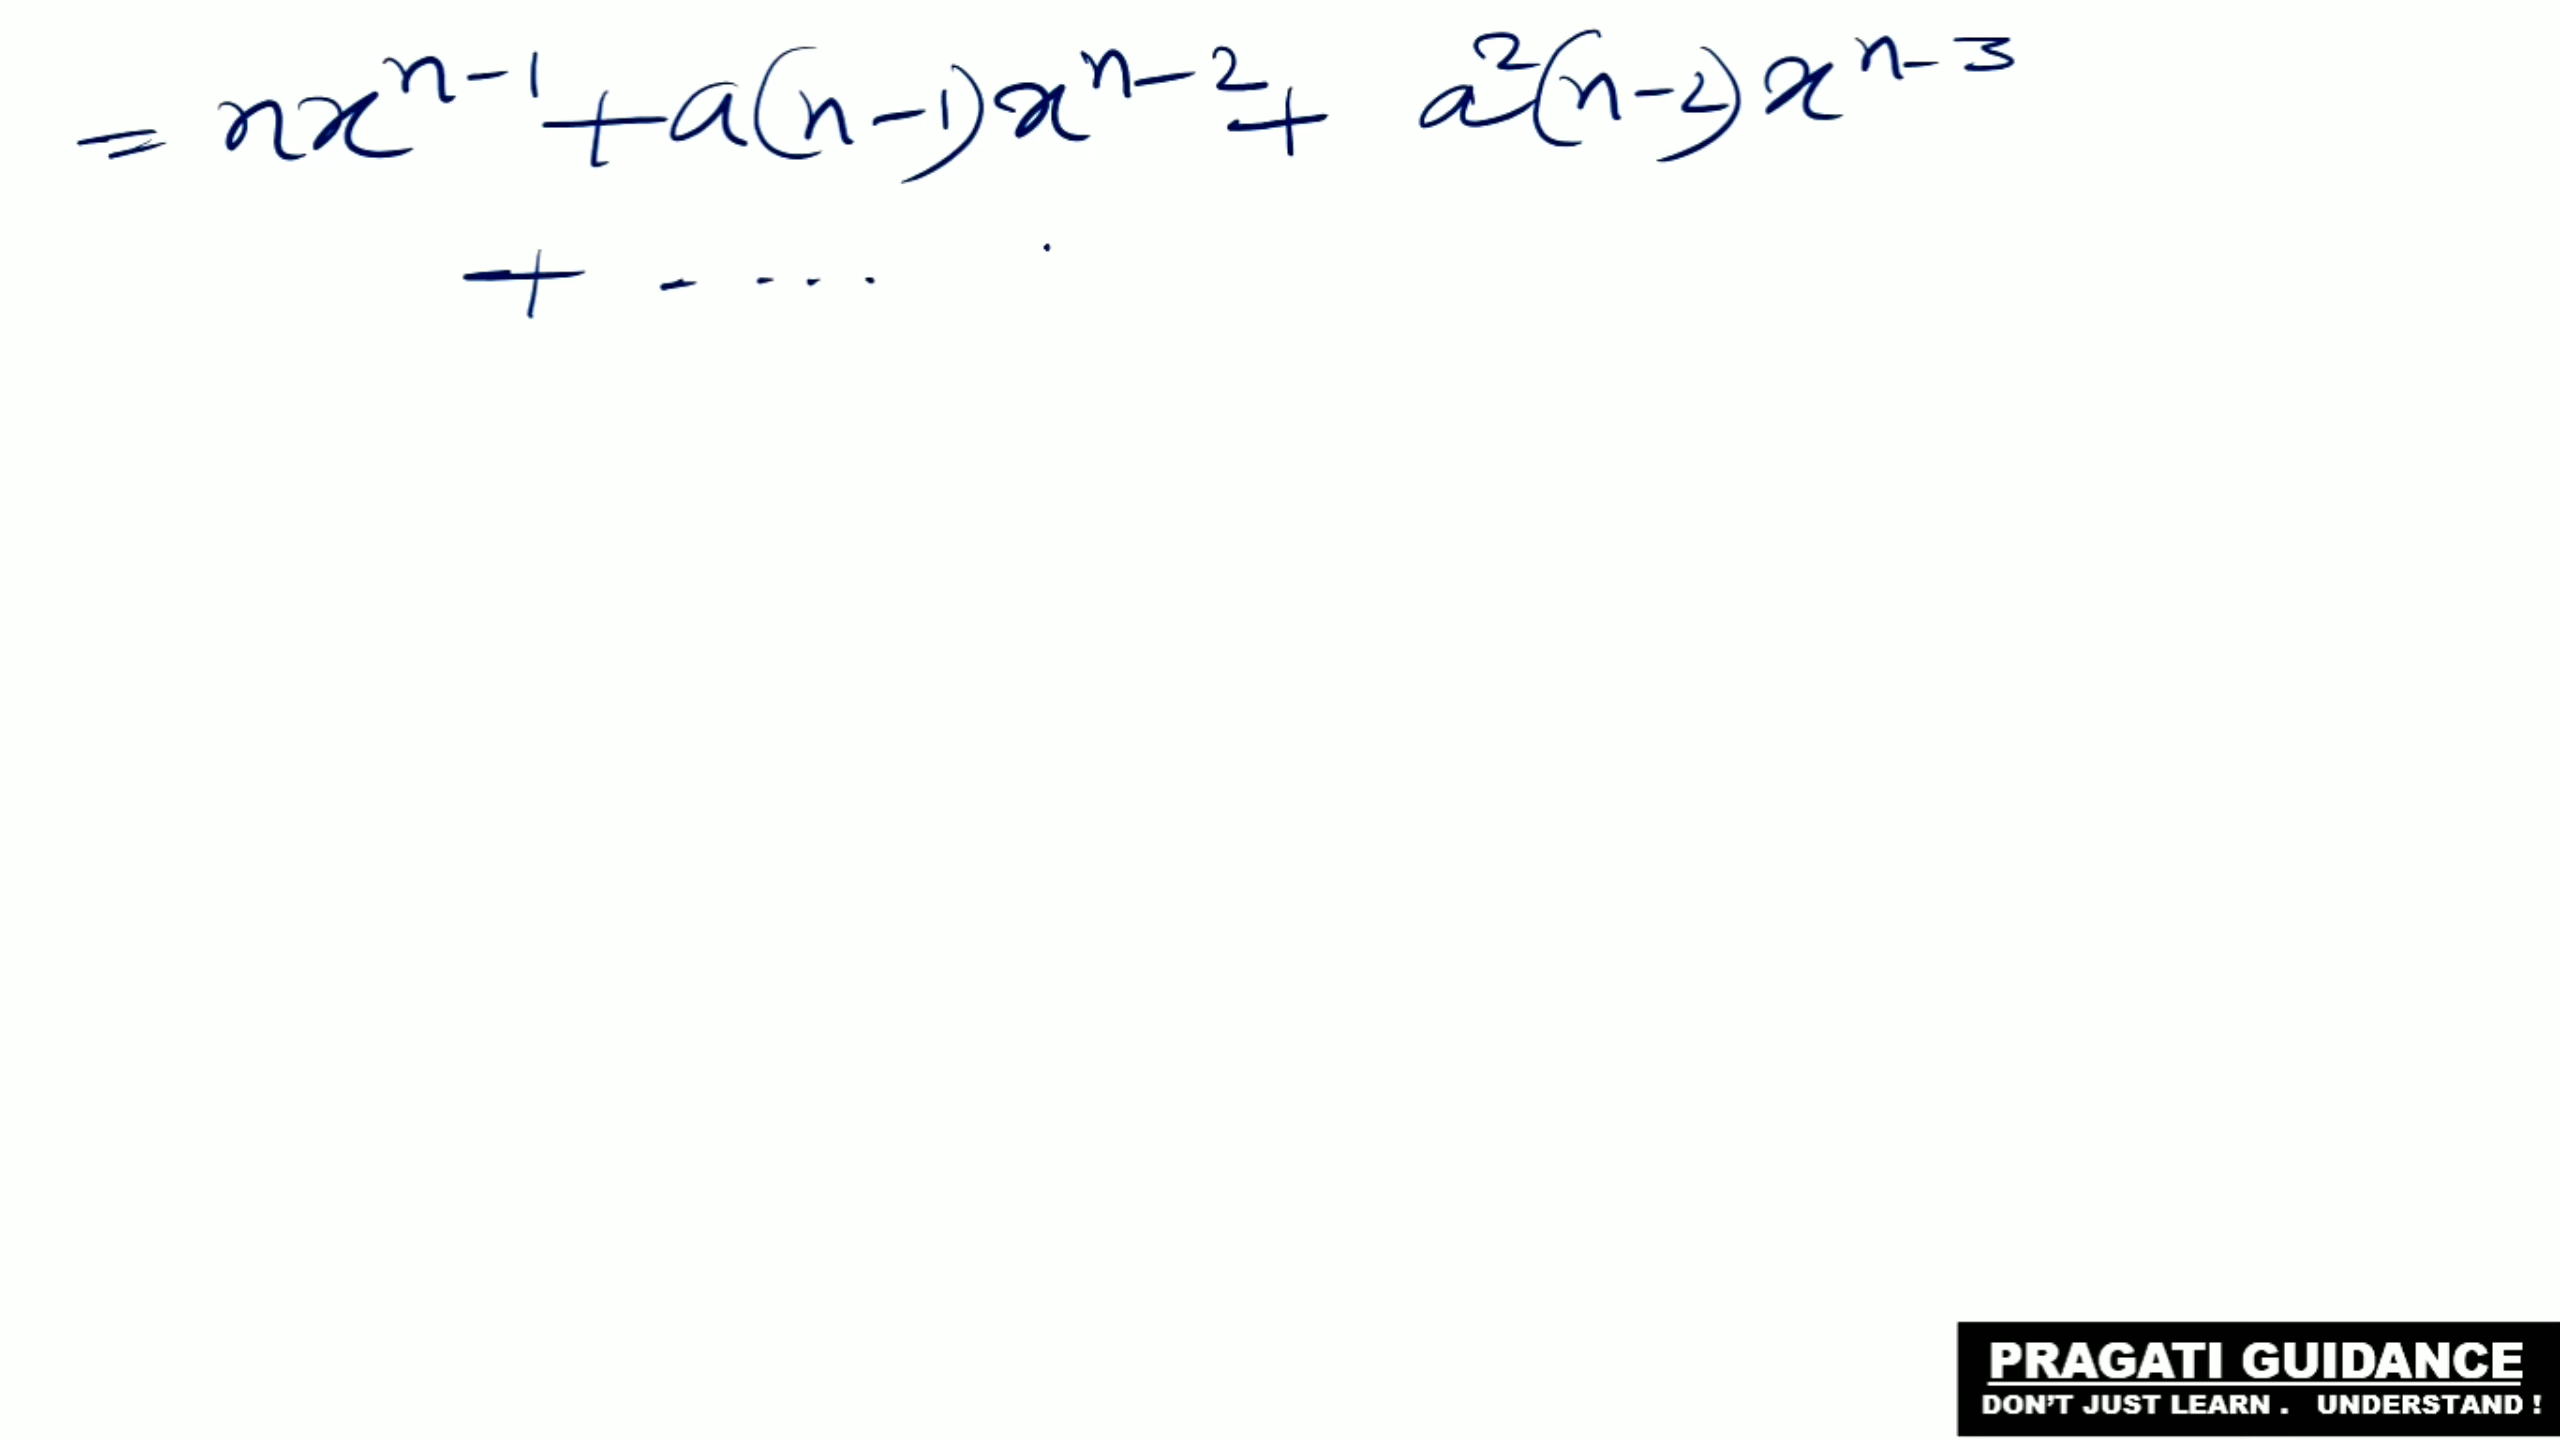 = nx^{n-1} + a(n-1)x^{n-2} + a^2(n-2)x^{n-3}
+ - - . . .
PRAGATI GUIDANCE
DON'T JUST LEARN . UNDERSTAND !